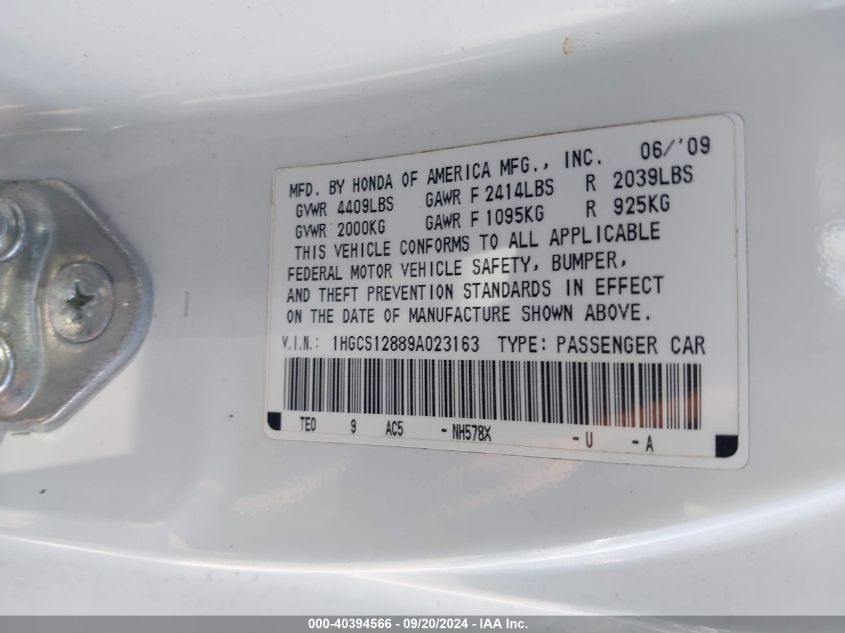 MFD. BY HONDA OF AMERICA MFG., INC. 06/'09
GVWR 4409LBS GAWR F 2414LBS R 2039LBS
GVWR 2000KG GAWR F 1095KG R 925KG
THIS VEHICLE CONFORMS TO ALL APPLICABLE
FEDERAL MOTOR VEHICLE SAFETY, BUMPER,
AND THEFT PREVENTION STANDARDS IN EFFECT
ON THE DATE OF MANUFACTURE SHOWN ABOVE.
V.I.N.: 1HGCS12889A023163 TYPE: PASSENGER CAR
TE0 9 AC5 - NH578X - U - A
000-40394566 - 09/20/2024 - IAA Inc.